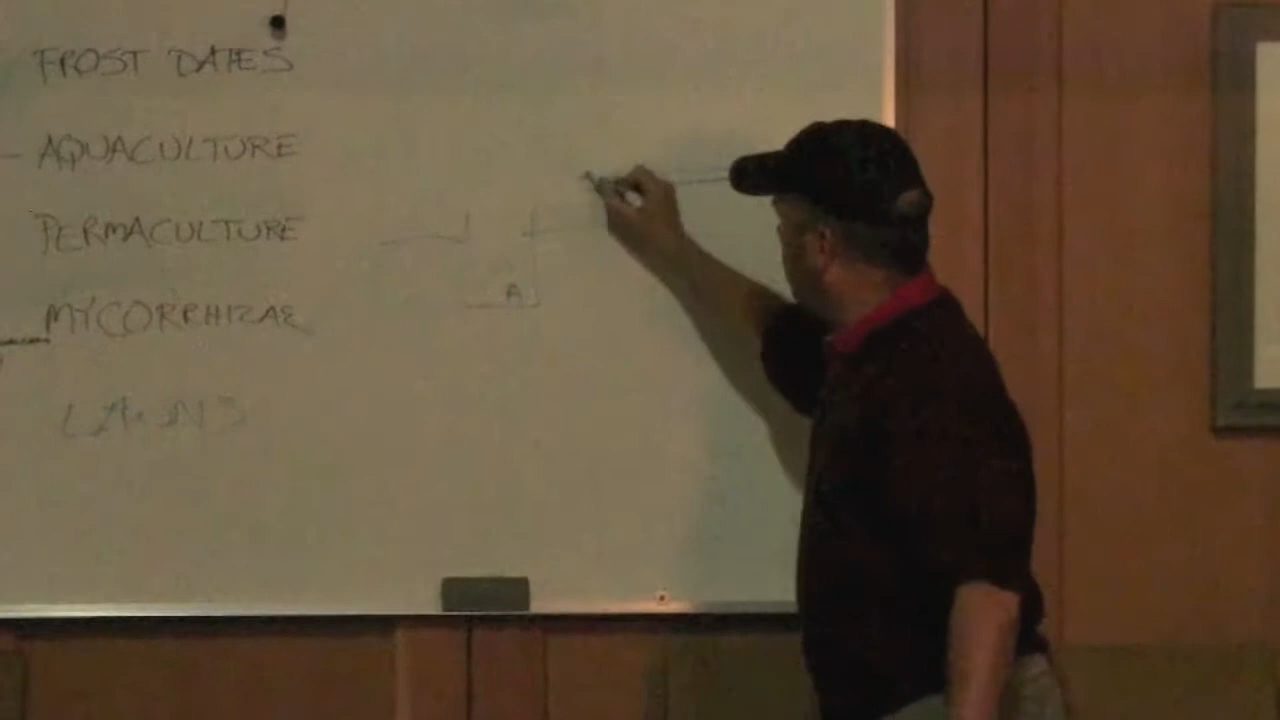 FROST DATES
AQUACULTURE
PERMACULTURE
MYCORRHIZAE
A